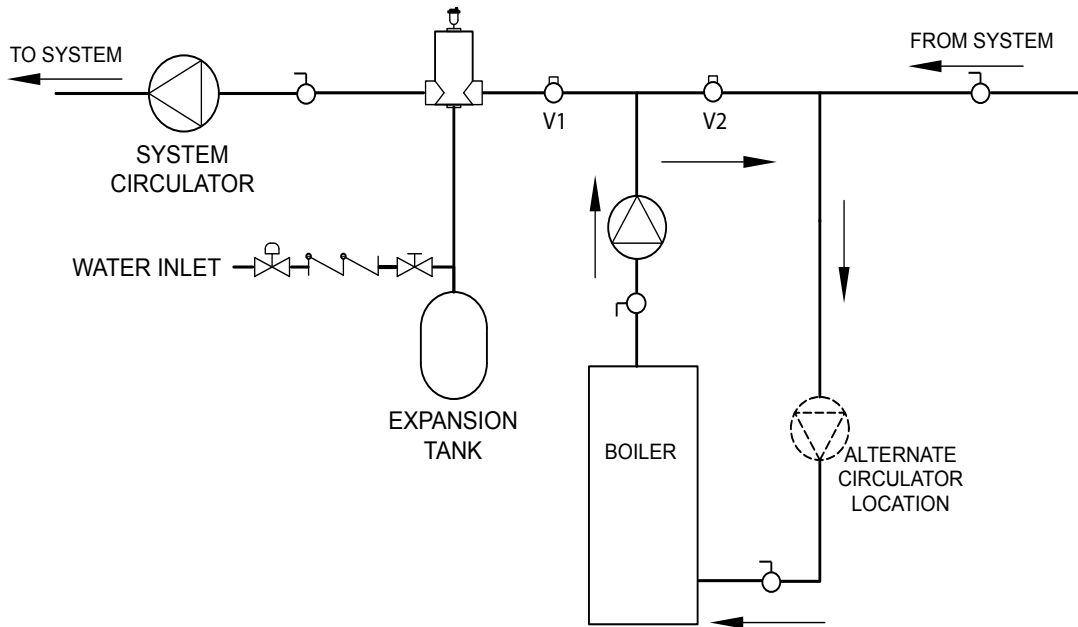 TO SYSTEM
FROM SYSTEM
V1
V2
SYSTEM
CIRCULATOR
WATER INLET
EXPANSION
TANK
BOILER
ALTERNATE
CIRCULATOR
LOCATION